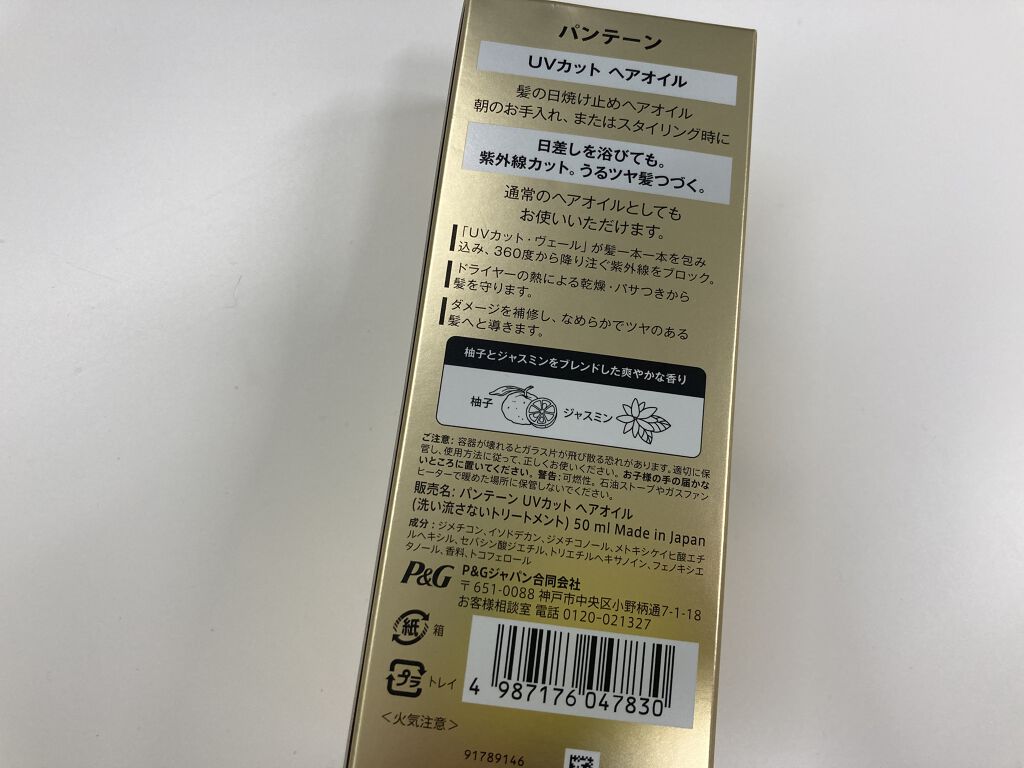 パンテーン
UVカット ヘアオイル
髪の日焼け止めヘアオイル
朝のお手入れ、またはスタイリング時に
日差しを浴びても。
紫外線カット。うるツヤ髪つづく。
通常のヘアオイルとしても
お使いいただけます。
「UVカット・ヴェール」が髪一本一本を包み
込み、360度から降り注ぐ紫外線をブロック。
ドライヤーの熱による乾燥・パサつきから
髪を守ります。
ダメージを補修し、なめらかでツヤのある
髪へと導きます。
柚子とジャスミンをブレンドした爽やかな香り
柚子
ジャスミン
ご注意: 容器が壊れるとガラス片が飛び散る恐れがあります。適切に保
管し、使用方法に従って、正しくお使いください。お子様の手の届かな
いところに置いてください。警告: 可燃性。石油ストーブやガスファン
ヒーターで暖めた場所に保管しないでください。
販売名: パンテーン UVカット ヘアオイル
(洗い流さないトリートメント) 50 ml Made in Japan
成分 : ジメチコン、イソドデカン、ジメチコノール、メトキシケイヒ酸エチ
ルヘキシル、セバシン酸ジエチル、トリエチルヘキサノイン、フェノキシエ
タノール、香料、トコフェロール
P&G P&Gジャパン合同会社
〒651-0088 神戸市中央区小野柄通7-1-18
お客様相談室 電話 0120-021327
紙 箱
プラ トレイ
4 987176 047830
<火気注意>
91789146